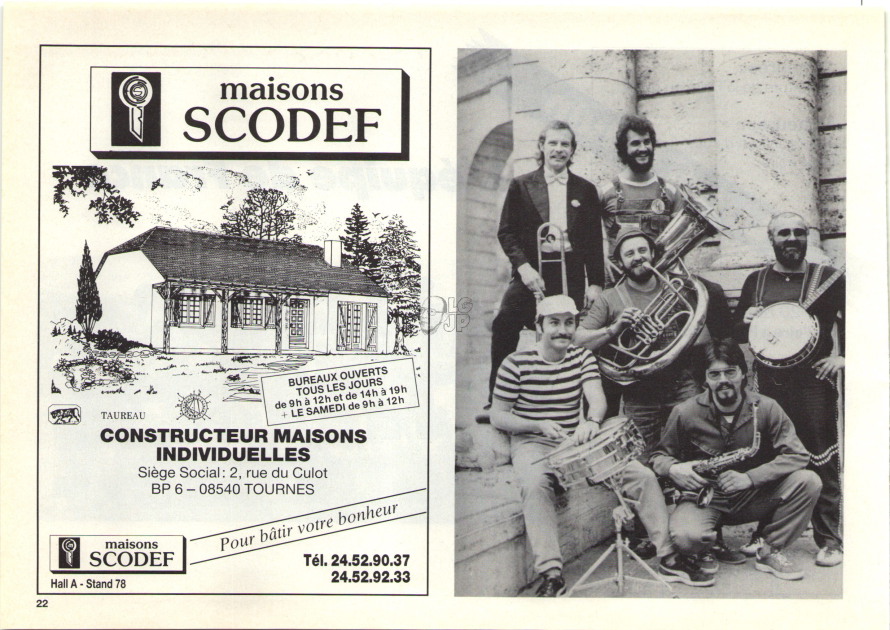 maisons
SCODEF
BUREAUX OUVERTS
TOUS LES JOURS
de 9h à 12h et de 14h à 19h
+ LE SAMEDI de 9h à 12h
TAUREAU
CONSTRUCTEUR MAISONS
INDIVIDUELLES
Siège Social : 2, rue du Culot
BP 6 – 08540 TOURNES
Pour bâtir votre bonheur
maisons
SCODEF
Hall A - Stand 78
Tél. 24.52.90.37
24.52.92.33
22
LG
JP